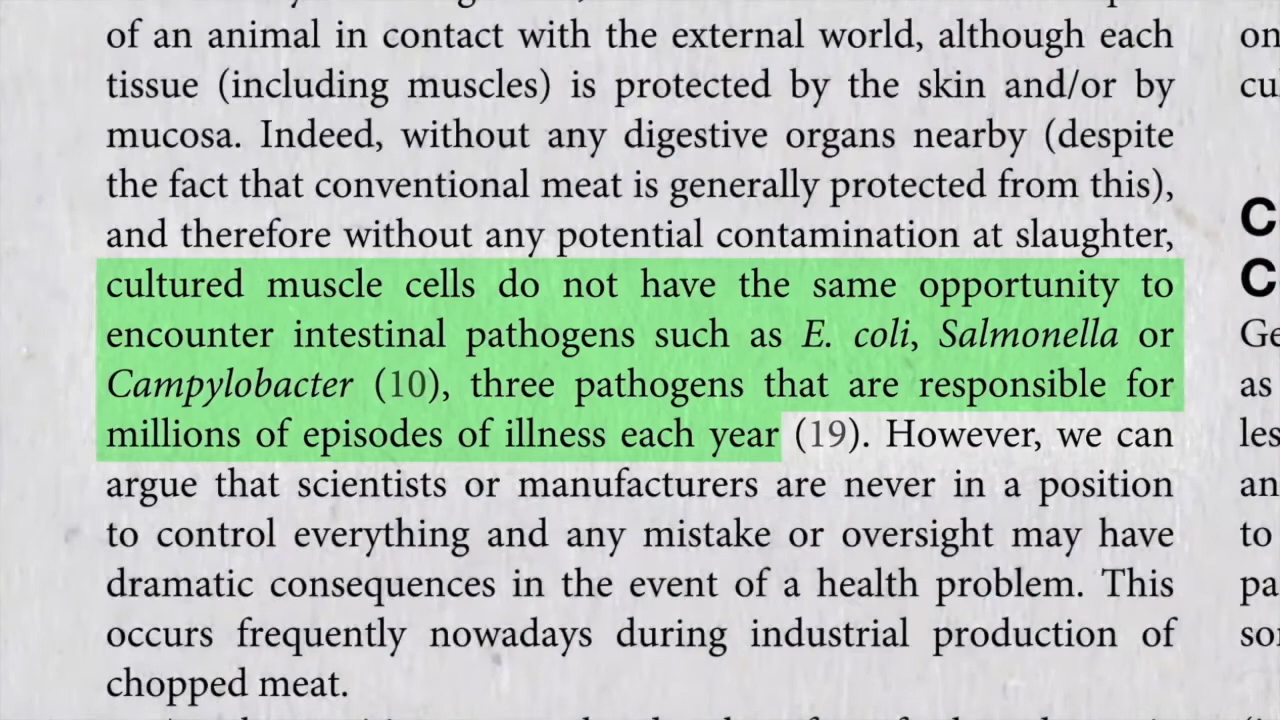 of an animal in contact with the external world, although each
tissue (including muscles) is protected by the skin and/or by
mucosa. Indeed, without any digestive organs nearby (despite
the fact that conventional meat is generally protected from this),
and therefore without any potential contamination at slaughter,
cultured muscle cells do not have the same opportunity to
encounter intestinal pathogens such as E. coli, Salmonella or
Campylobacter (10), three pathogens that are responsible for
millions of episodes of illness each year (19). However, we can
argue that scientists or manufacturers are never in a position
to control everything and any mistake or oversight may have
dramatic consequences in the event of a health problem. This
occurs frequently nowadays during industrial production of
chopped meat.